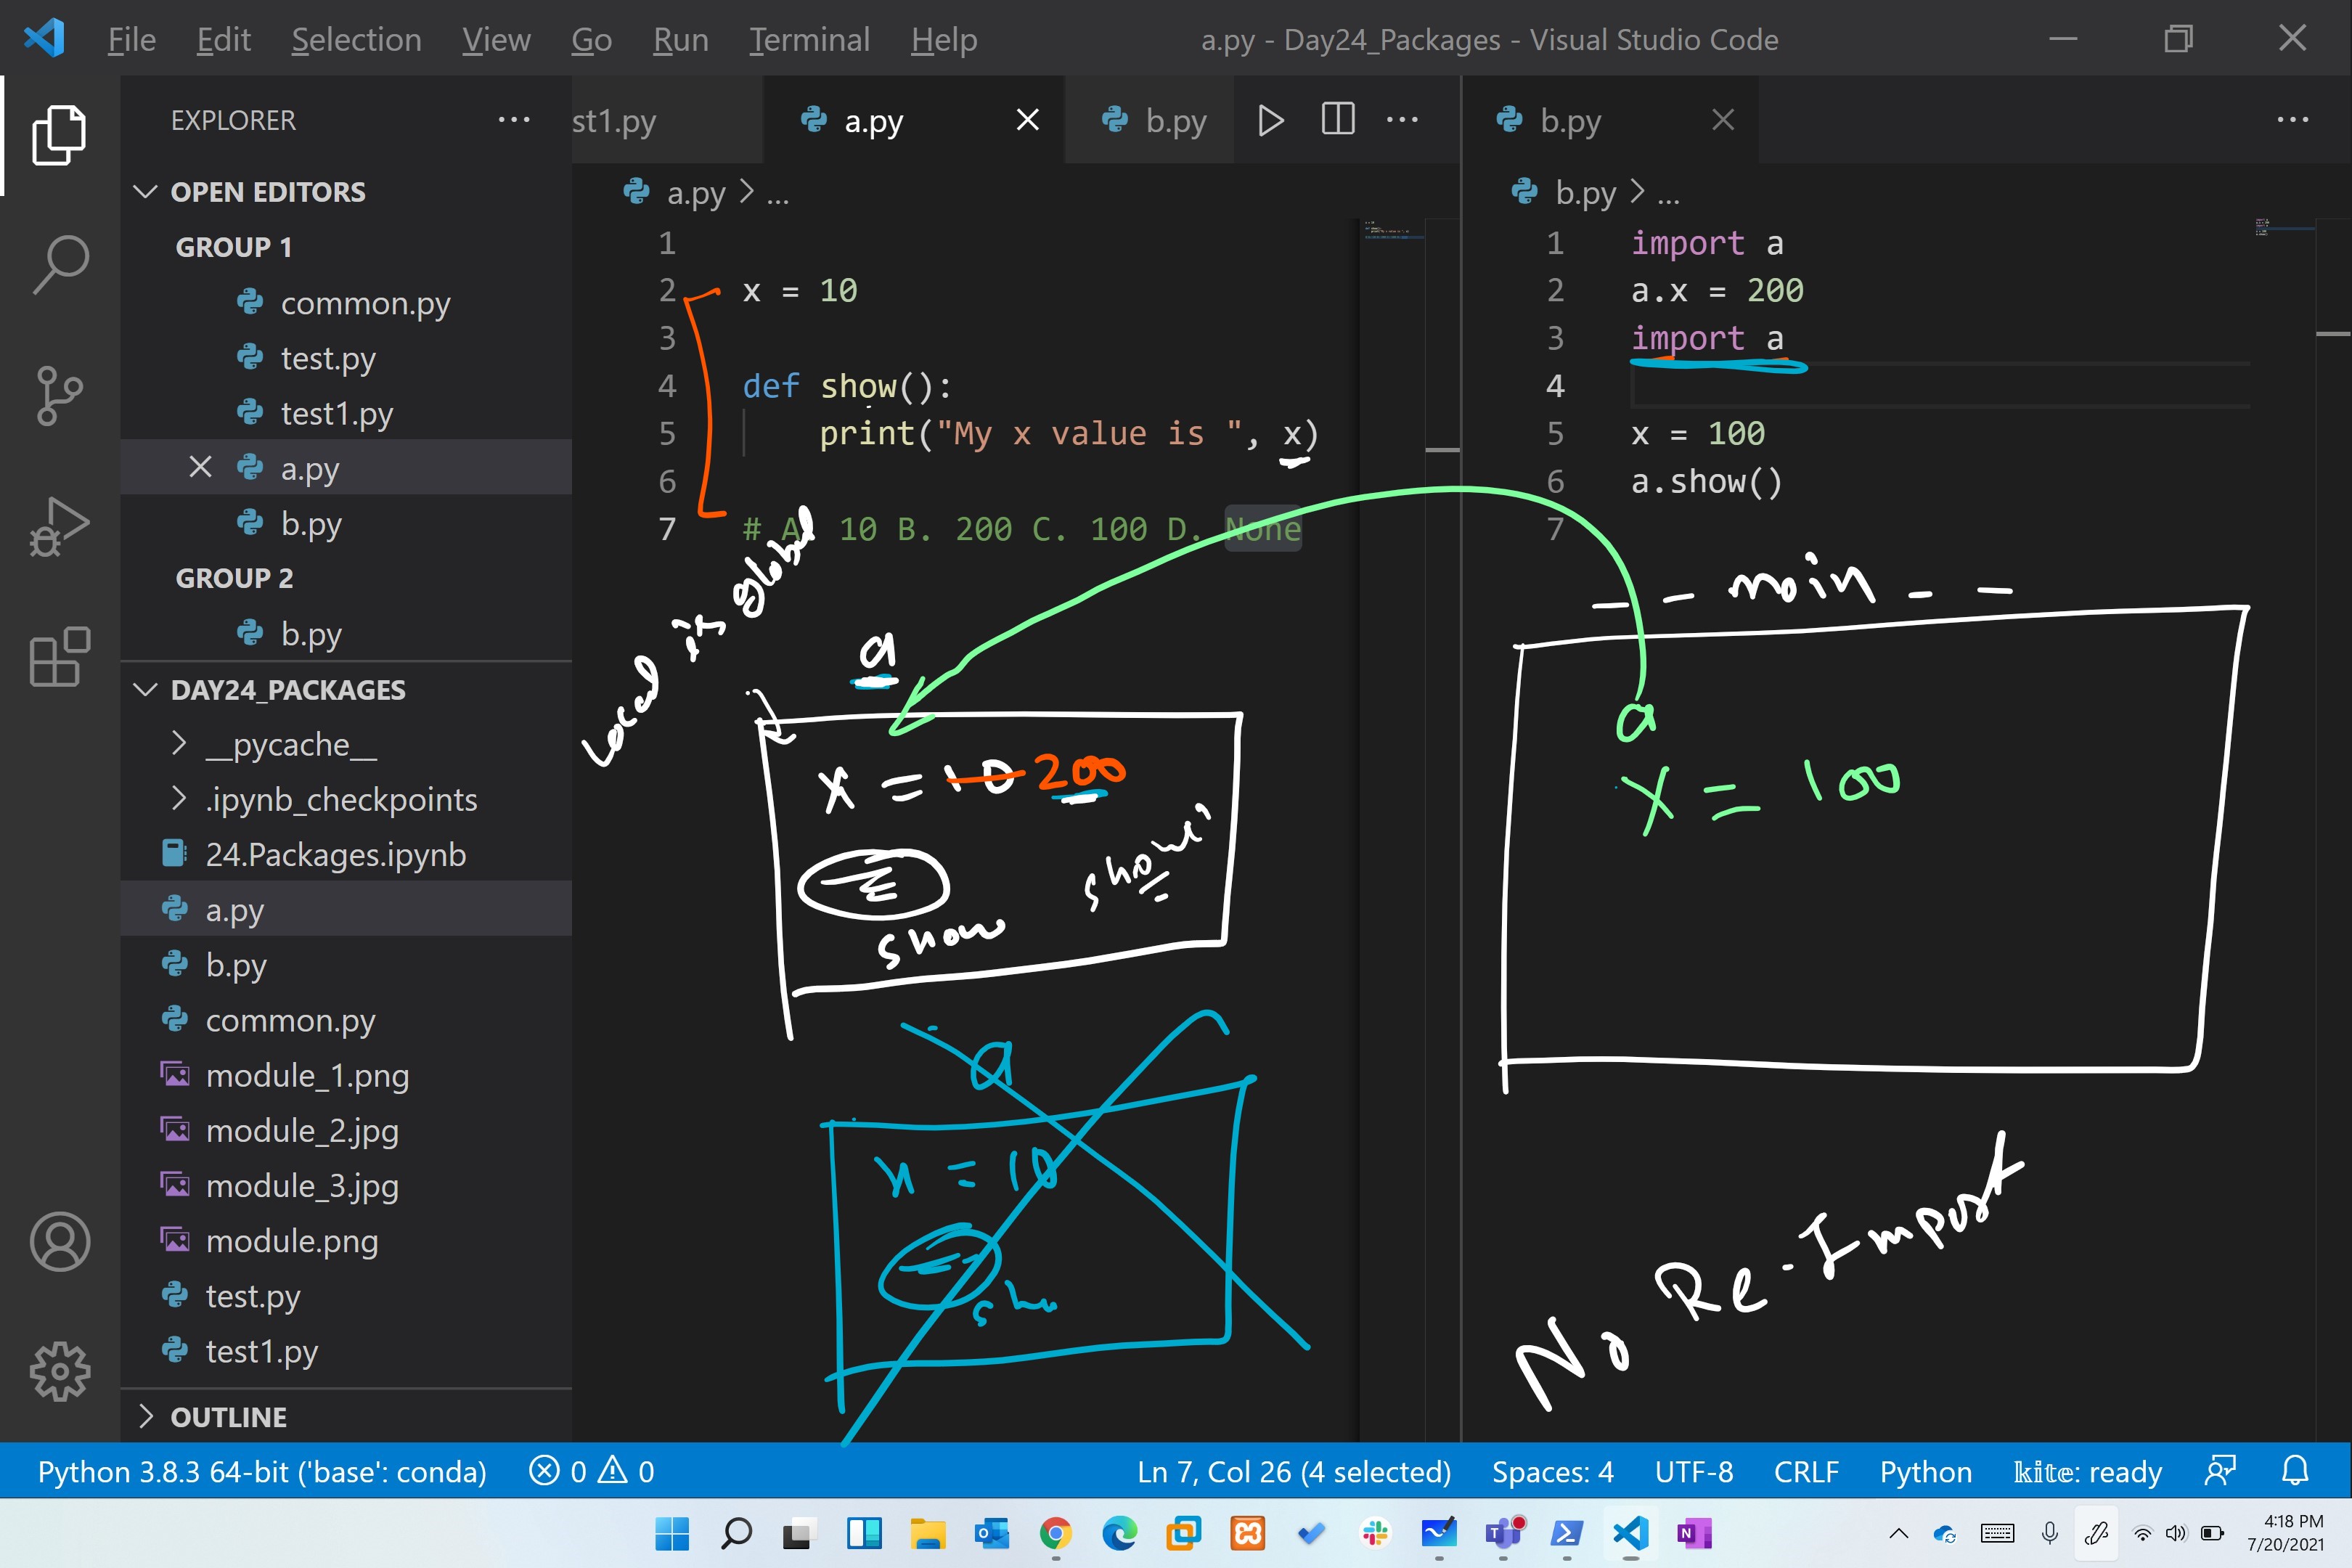 File Edit Selection View Go Run Terminal Help
a.py - Day24_Packages - Visual Studio Code
EXPLORER
OPEN EDITORS
GROUP 1
common.py
test.py
test1.py
a.py
b.py
GROUP 2
b.py
DAY24_PACKAGES
__pycache__
.ipynb_checkpoints
24.Packages.ipynb
a.py
b.py
common.py
module_1.png
module_2.jpg
module_3.jpg
module.png
test.py
test1.py
OUTLINE
st1.py a.py b.py
a.py > ...
1
2 x = 10
3
4 def show():
5 print("My x value is ", x)
6
7 # A. 10 B. 200 C. 100 D. None
Local its global
a
x = 10 200
show
show
a
x = 10
b.py
b.py > ...
1 import a
2 a.x = 200
3 import a
4
5 x = 100
6 a.show()
7
__main__
a
x = 100
No Re-Import
Python 3.8.3 64-bit ('base': conda) 0 0 Ln 7, Col 26 (4 selected) Spaces: 4 UTF-8 CRLF Python kite: ready
4:18 PM
7/20/2021